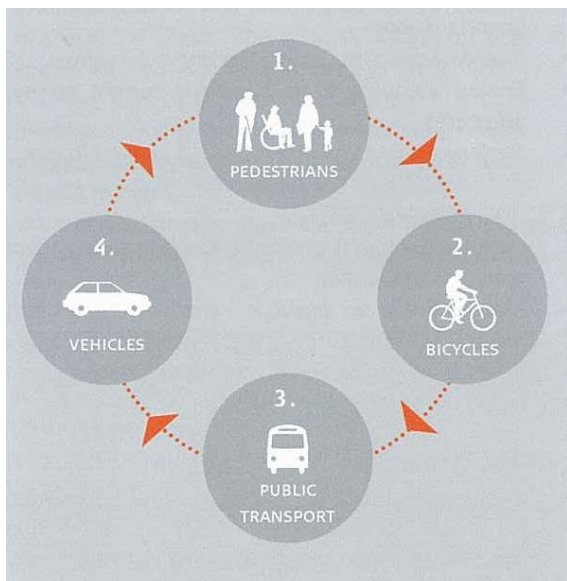 1.
PEDESTRIANS
2.
BICYCLES
3.
PUBLIC
TRANSPORT
4.
VEHICLES